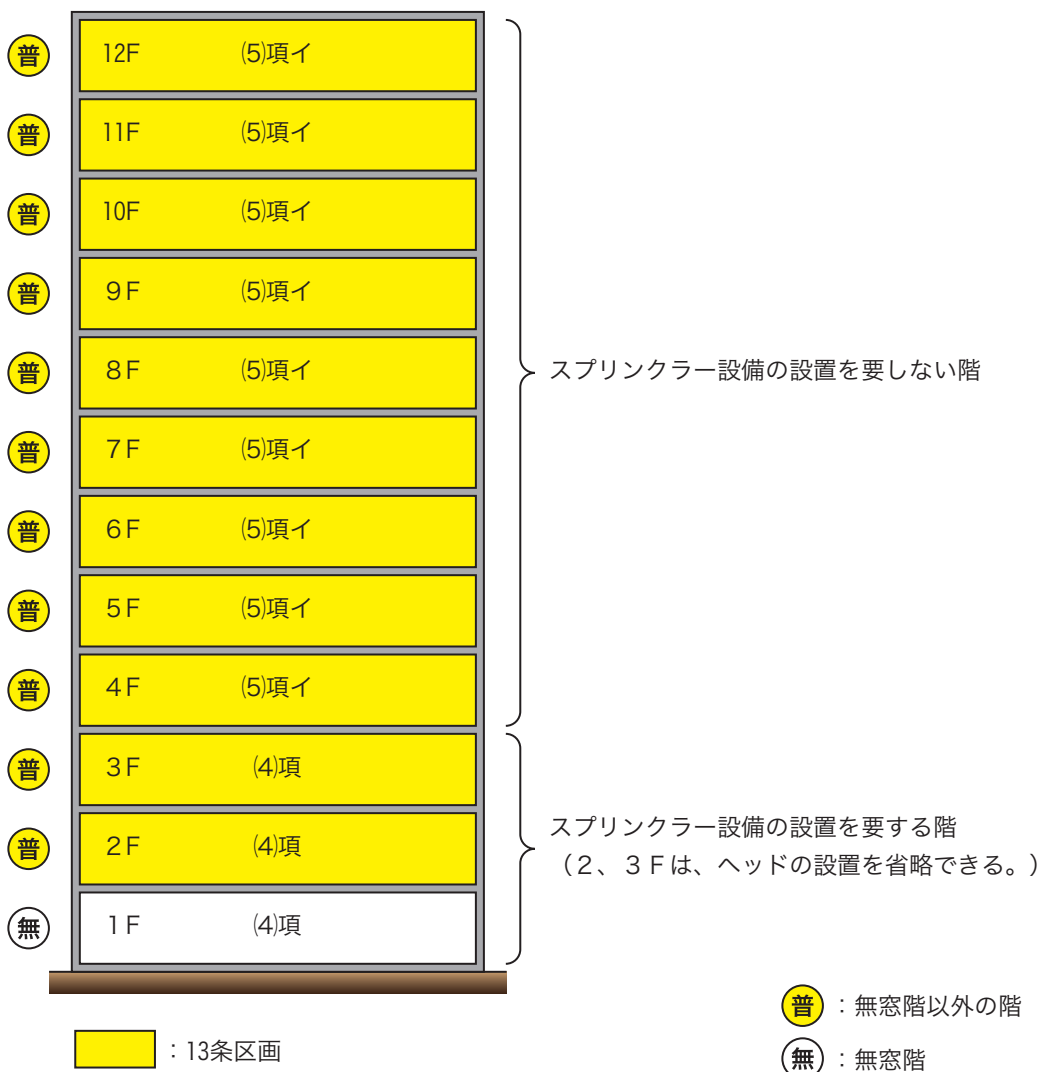 普 12F ⑸項イ
普 11F ⑸項イ
普 10F ⑸項イ
普 9F ⑸項イ
普 8F ⑸項イ
スプリンクラー設備の設置を要しない階
普 7F ⑸項イ
普 6F ⑸項イ
普 5F ⑸項イ
普 4F ⑸項イ
普 3F ⑷項
普 2F ⑷項
スプリンクラー設備の設置を要する階
（2、3Fは、ヘッドの設置を省略できる。）
無 1F ⑷項
普：無窓階以外の階
：13条区画
無：無窓階